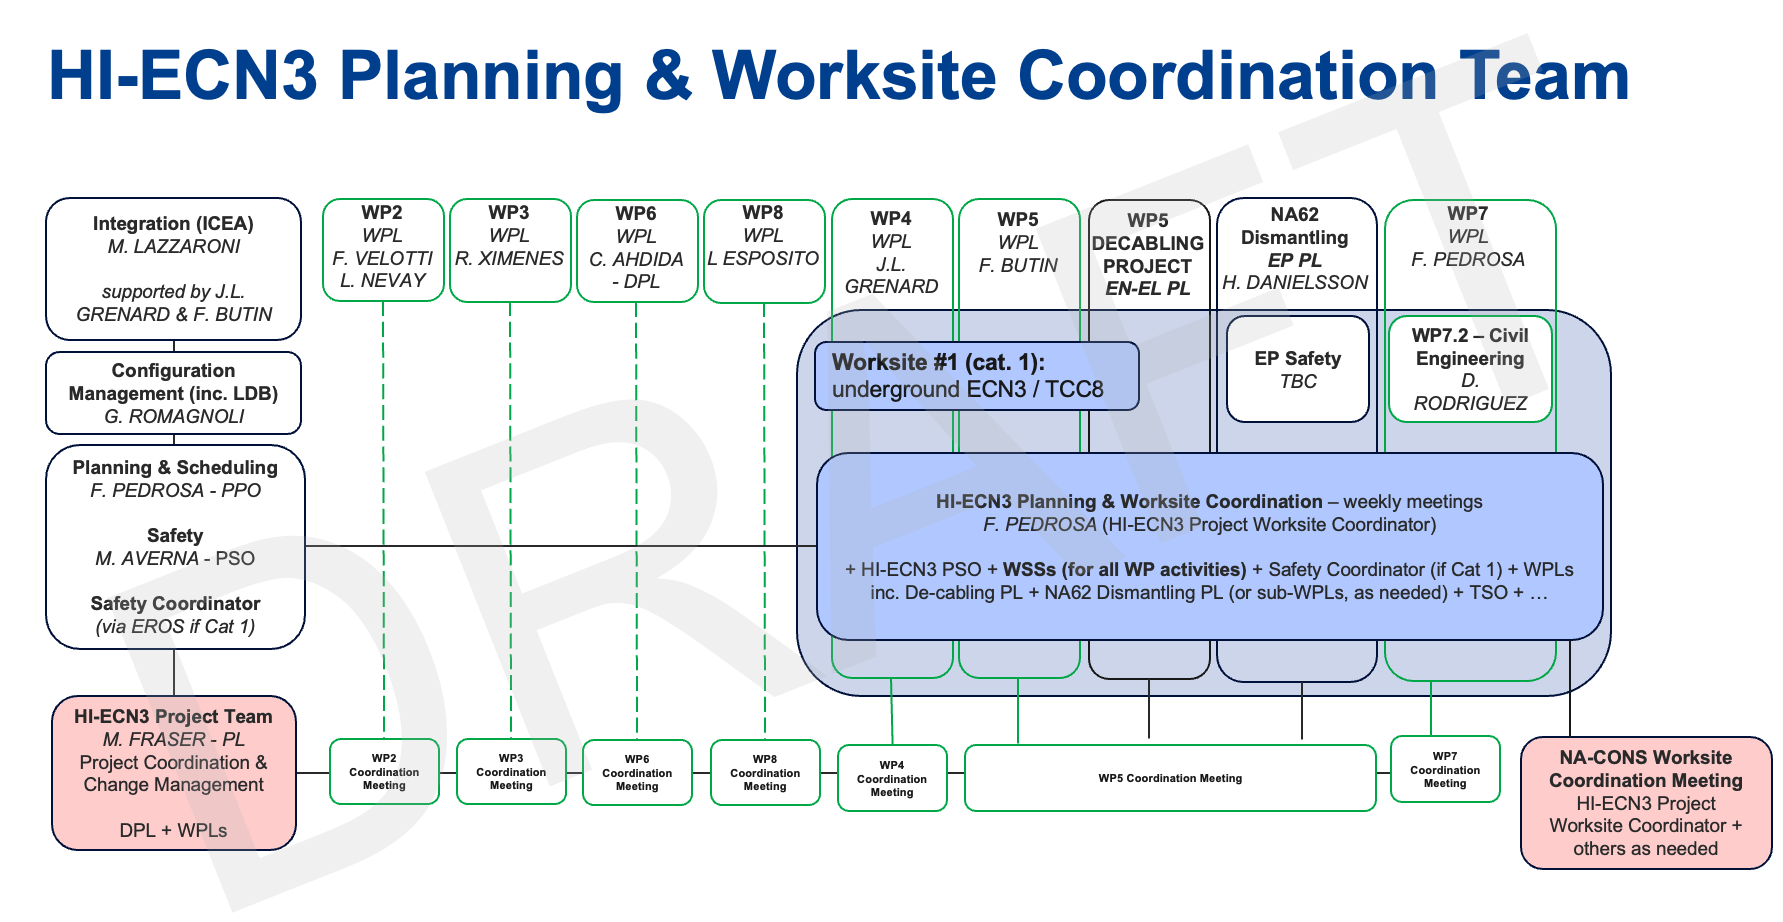 HI-ECN3 Planning & Worksite Coordination Team
DRAFT
Integration (ICEA)
M. LAZZARONI
supported by J.L.
GRENARD & F. BUTIN
Configuration
Management (inc. LDB)
G. ROMAGNOLI
Planning & Scheduling
F. PEDROSA - PPO
Safety
M. AVERNA - PSO
Safety Coordinator
(via EROS if Cat 1)
HI-ECN3 Project Team
M. FRASER - PL
Project Coordination &
Change Management
DPL + WPLs
WP2
WPL
F. VELOTTI
L. NEVAY
WP3
WPL
R. XIMENES
WP6
WPL
C. AHDIDA
- DPL
WP8
WPL
L ESPOSITO
WP4
WPL
J.L.
GRENARD
WP5
WPL
F. BUTIN
WP5
DECABLING
PROJECT
EN-EL PL
NA62
Dismantling
EP PL
H. DANIELSSON
WP7
WPL
F. PEDROSA
Worksite #1 (cat. 1):
underground ECN3 / TCC8
EP Safety
TBC
WP7.2 – Civil
Engineering
D.
RODRIGUEZ
HI-ECN3 Planning & Worksite Coordination – weekly meetings
F. PEDROSA (HI-ECN3 Project Worksite Coordinator)
+ HI-ECN3 PSO + WSSs (for all WP activities) + Safety Coordinator (if Cat 1) + WPLs
inc. De-cabling PL + NA62 Dismantling PL (or sub-WPLs, as needed) + TSO + …
WP2
Coordination
Meeting
WP3
Coordination
Meeting
WP6
Coordination
Meeting
WP8
Coordination
Meeting
WP4
Coordination
Meeting
WP5 Coordination Meeting
WP7
Coordination
Meeting
NA-CONS Worksite
Coordination Meeting
HI-ECN3 Project
Worksite Coordinator +
others as needed